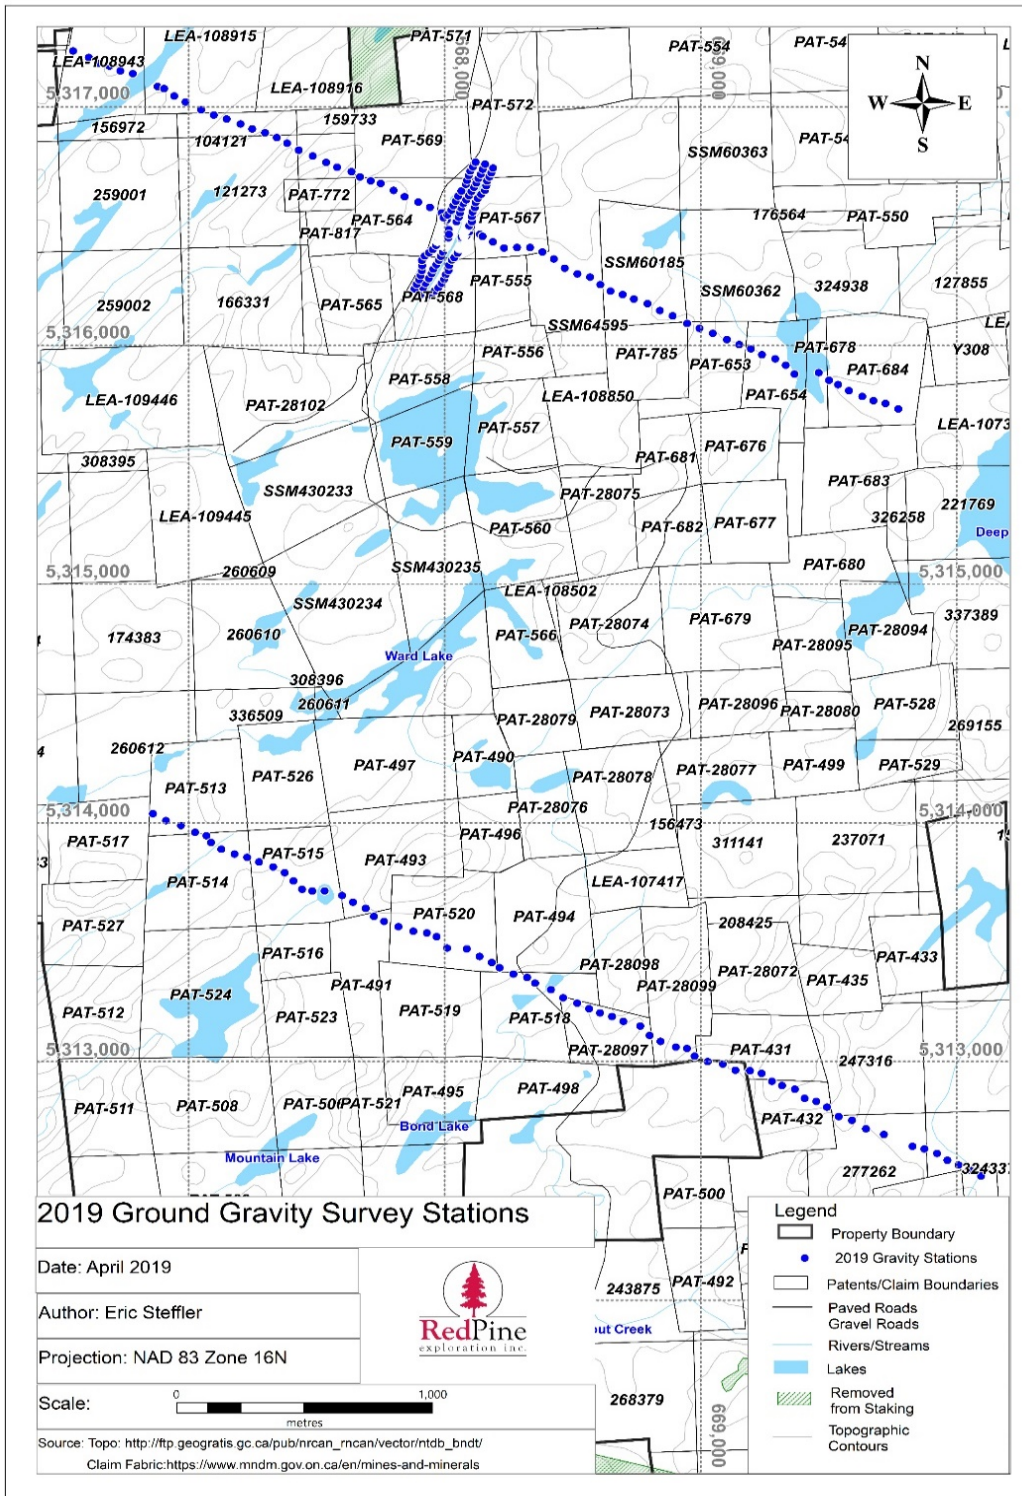 LEA-108915
PAT-571
PAT-554
PAT-54
LEA-108943
LEA-108916
668,000
669,000
N
W E
S
5,317,000
PAT-572
156972
159733
104121
PAT-569
PAT-54
SSM60363
259001
121273
PAT-772
PAT-564
PAT-817
PAT-567
176564
PAT-550
SSM60185
259002
166331
PAT-565
PAT-568
PAT-555
SSM60362
324938
127855
SSM64595
LEA
5,316,000
PAT-556
PAT-785
PAT-653
PAT-678
PAT-684
Y308
PAT-558
LEA-109446
PAT-28102
LEA-108850
PAT-654
PAT-559
PAT-557
LEA-1073
308395
PAT-681
PAT-676
SSM430233
PAT-28075
PAT-683
221769
LEA-109445
PAT-560
PAT-682
PAT-677
326258
Deep
260609
SSM430235
PAT-680
5,315,000
5,315,000
SSM430234
LEA-108502
174383
260610
PAT-566
PAT-28074
PAT-679
PAT-28095
PAT-28094
337389
Ward Lake
308396
260611
336509
PAT-28079
PAT-28073
PAT-28096
PAT-28080
PAT-528
269155
260612
PAT-526
PAT-497
PAT-490
PAT-28078
PAT-28077
PAT-499
PAT-529
PAT-513
5,314,000
5,314,000
PAT-28076
PAT-517
PAT-515
PAT-493
PAT-496
156473
311141
237071
PAT-514
LEA-107417
PAT-527
PAT-520
PAT-494
208425
PAT-516
PAT-28098
PAT-28072
PAT-433
PAT-524
PAT-491
PAT-28099
PAT-435
PAT-512
PAT-523
PAT-519
PAT-518
5,313,000
5,313,000
PAT-28097
PAT-431
247316
PAT-511
PAT-508
PAT-506
PAT-521
PAT-495
PAT-498
PAT-432
Bond Lake
Mountain Lake
277262
32433
PAT-500
2019 Ground Gravity Survey Stations
Date: April 2019
Author: Eric Steffler
Projection: NAD 83 Zone 16N
Scale:
0 1,000
metres
Source: Topo: http://ftp.geogratis.gc.ca/pub/nrcan_rncan/vector/ntdb_bndt/
Claim Fabric:https://www.mndm.gov.on.ca/en/mines-and-minerals
RedPine
exploration inc.
243875
PAT-492
out Creek
268379
669,000
Legend
Property Boundary
2019 Gravity Stations
Patents/Claim Boundaries
Paved Roads
Gravel Roads
Rivers/Streams
Lakes
Removed
from Staking
Topographic
Contours